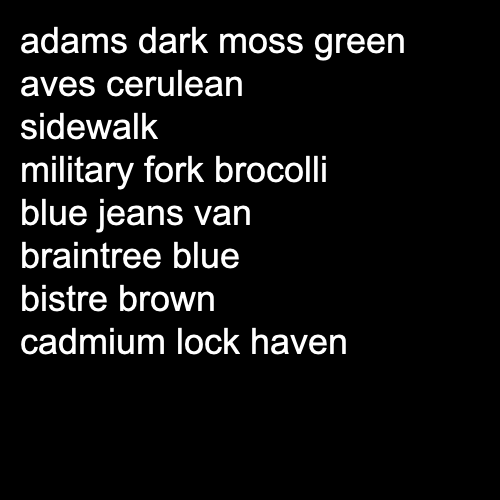 adams dark moss green
aves cerulean
sidewalk
military fork brocolli
blue jeans van
braintree blue
bistre brown
cadmium lock haven